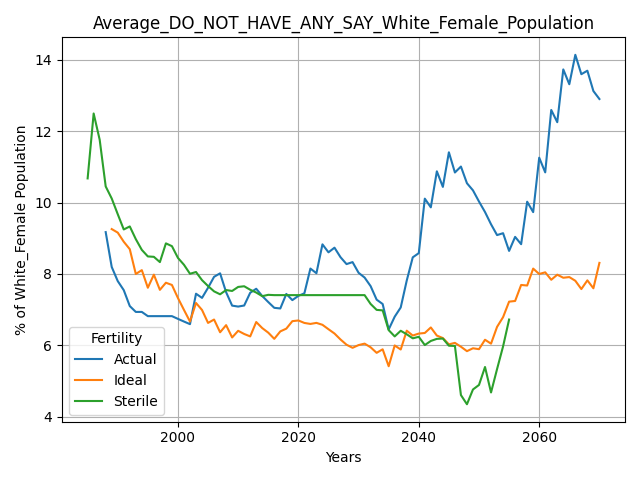 Average_DO_NOT_HAVE_ANY_SAY_White_Female_Population
% of White_Female Population
14
12
10
8
6
4
Fertility
Actual
Ideal
Sterile
2000
2020
2040
2060
Years